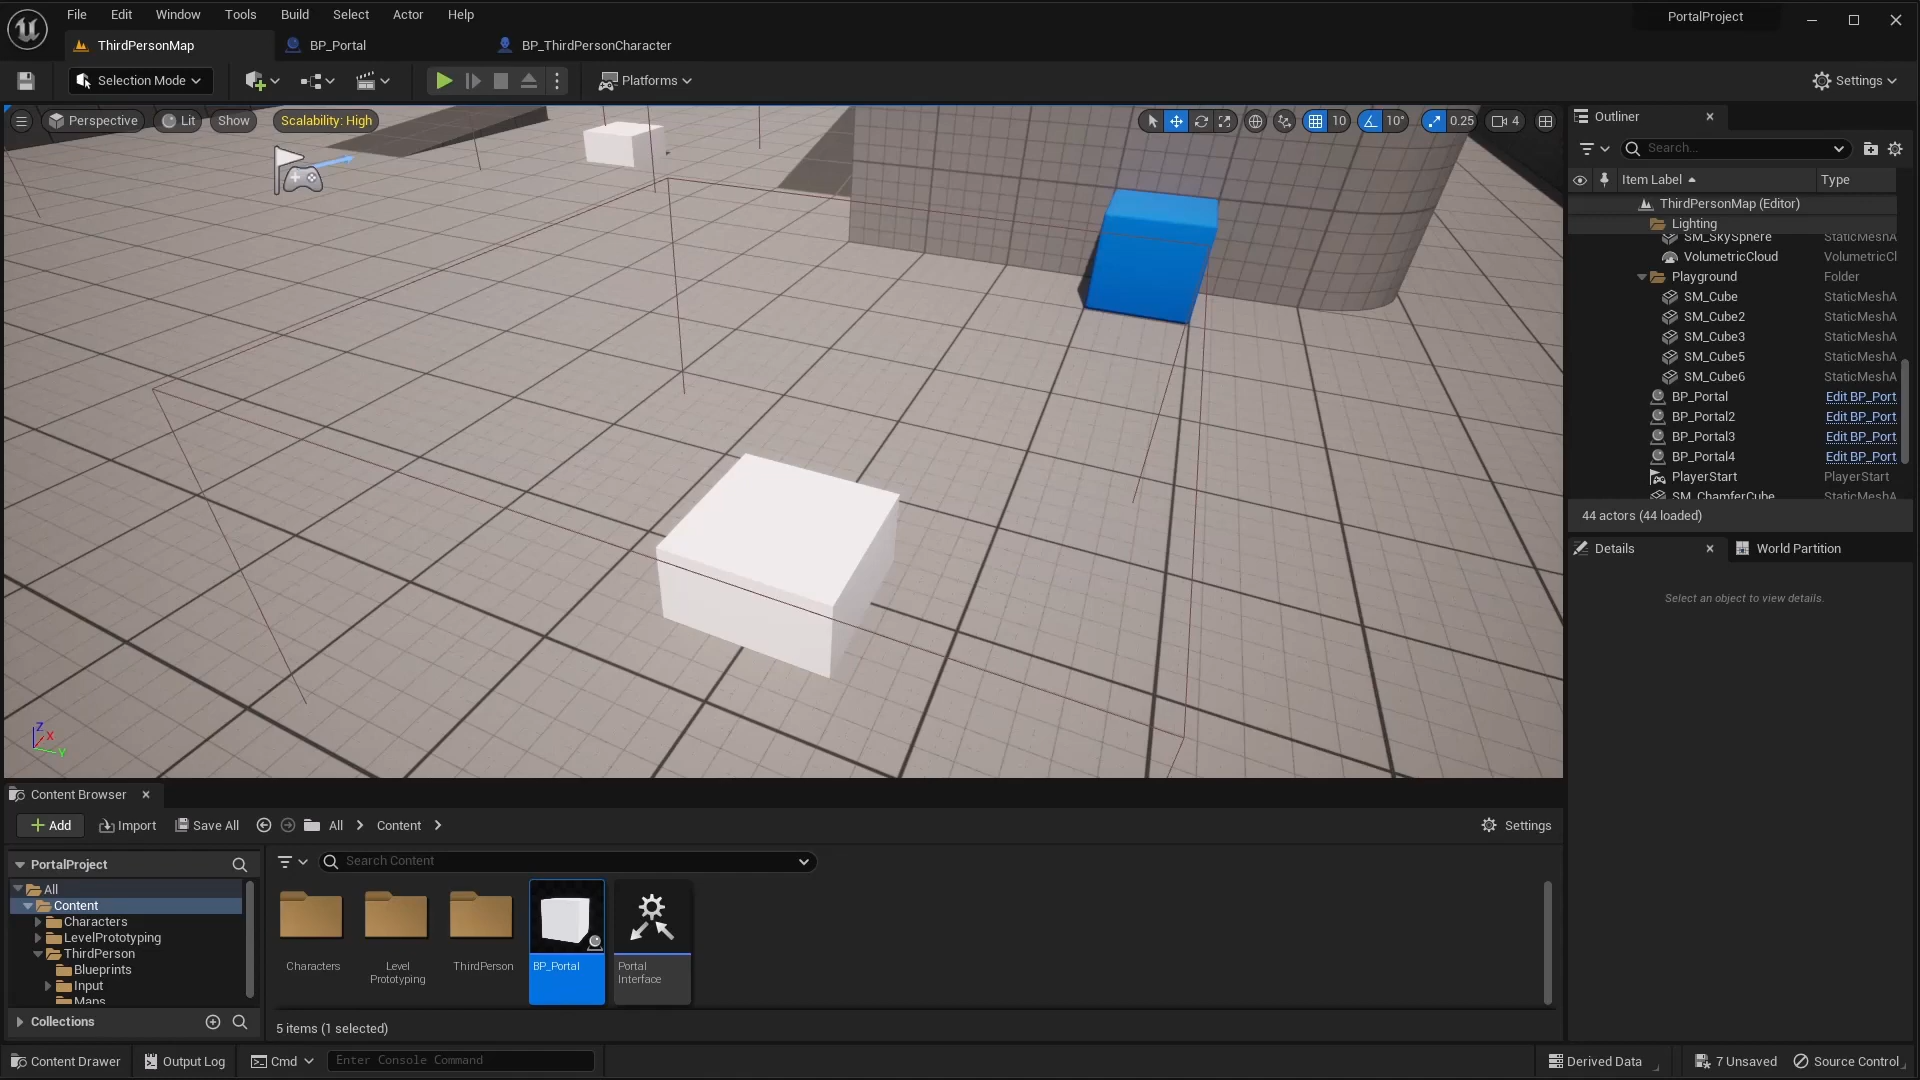 File Edit Window Tools Build Select Actor Help
PortalProject
ThirdPersonMap BP_Portal BP_ThirdPersonCharacter
Selection Mode Platforms Settings
Perspective Lit Show Scalability: High 10 10° 0.25 4
Outliner
Search...
Item Label Type
ThirdPersonMap (Editor)
Lighting
SM_SkySphere StaticMeshA
VolumetricCloud VolumetricCl
Playground Folder
SM_Cube StaticMeshA
SM_Cube2 StaticMeshA
SM_Cube3 StaticMeshA
SM_Cube5 StaticMeshA
SM_Cube6 StaticMeshA
BP_Portal Edit BP_Port
BP_Portal2 Edit BP_Port
BP_Portal3 Edit BP_Port
BP_Portal4 Edit BP_Port
PlayerStart PlayerStart
SM_ChamferCube StaticMeshA
44 actors (44 loaded)
Details World Partition
Select an object to view details.
Z
X
Y
Content Browser
Add Import Save All All Content Settings
PortalProject
Search Content
All
Content
Characters
LevelPrototyping
ThirdPerson
Blueprints
Input
Maps
Collections
Characters
Level
Prototyping
ThirdPerson
BP_Portal
Portal
Interface
5 items (1 selected)
Content Drawer Output Log Cmd Enter Console Command Derived Data 7 Unsaved Source Control